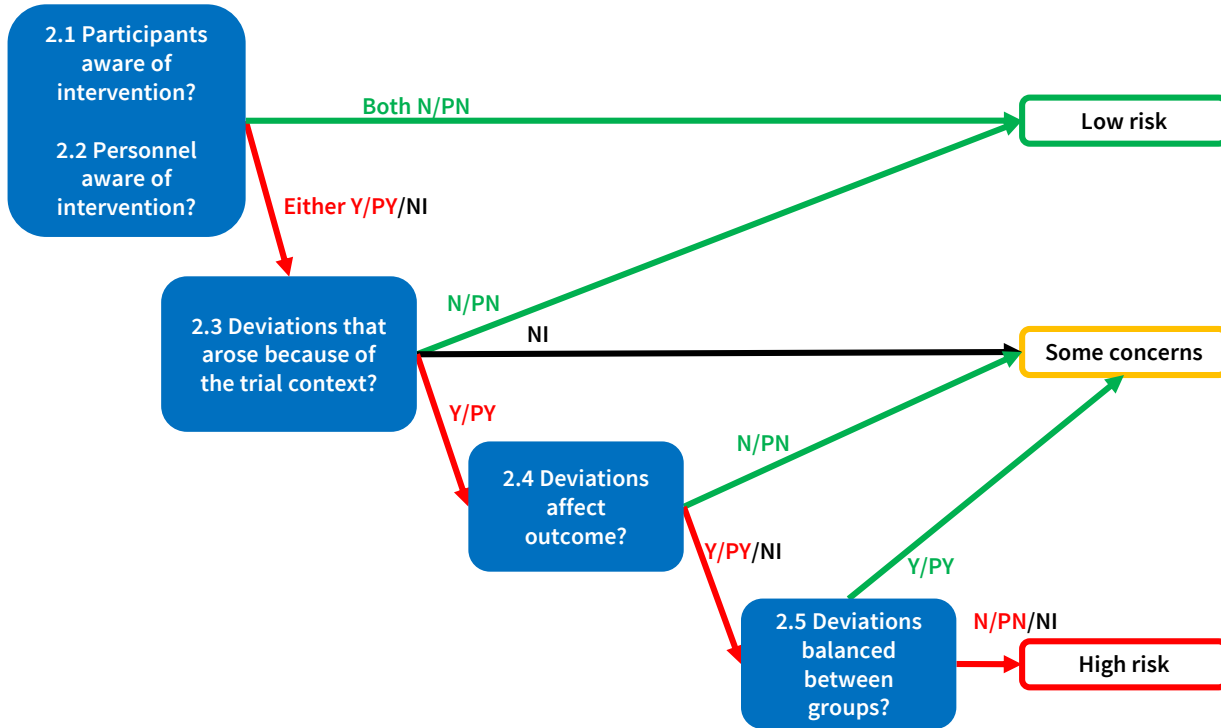 2.1 Participants
aware of
intervention?
2.2 Personnel
aware of
intervention?
Both N/PN
Low risk
Either Y/PY/NI
2.3 Deviations that
arose because of
the trial context?
N/PN
NI
Some concerns
Y/PY
2.4 Deviations
affect
outcome?
N/PN
Y/PY/NI
Y/PY
2.5 Deviations
balanced
between
groups?
N/PN/NI
High risk